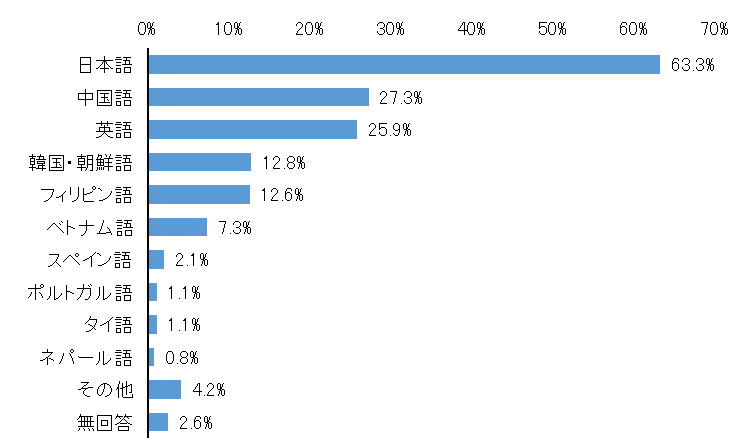 0% 10% 20% 30% 40% 50% 60% 70%
日本語 63.3%
中国語 27.3%
英語 25.9%
韓国・朝鮮語 12.8%
フィリピン語 12.6%
ベトナム語 7.3%
スペイン語 2.1%
ポルトガル語 1.1%
タイ語 1.1%
ネパール語 0.8%
その他 4.2%
無回答 2.6%